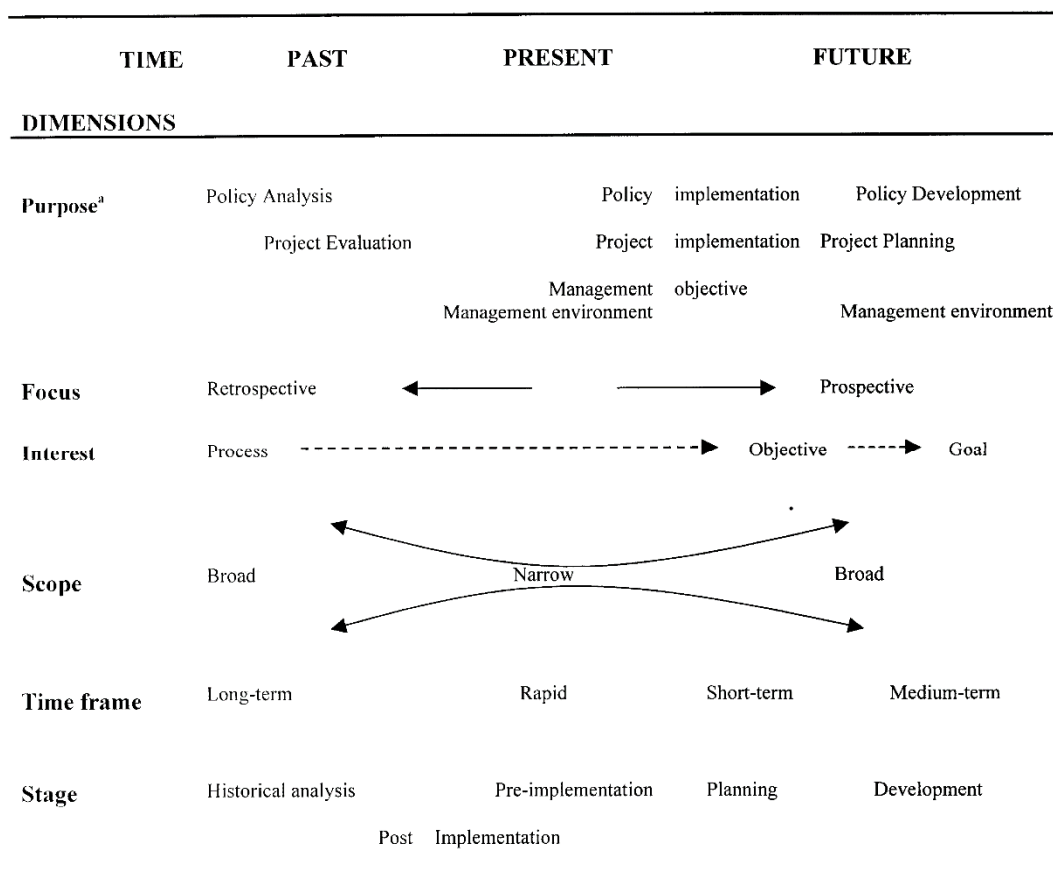 TIME PAST PRESENT FUTURE
DIMENSIONS
Purposeª Policy Analysis Policy implementation Policy Development
Project Evaluation Project implementation Project Planning
Management objective
Management environment Management environment
Focus Retrospective Prospective
Interest Process Objective Goal
Scope Broad Narrow Broad
Time frame Long-term Rapid Short-term Medium-term
Stage Historical analysis Pre-implementation Planning Development
Post Implementation